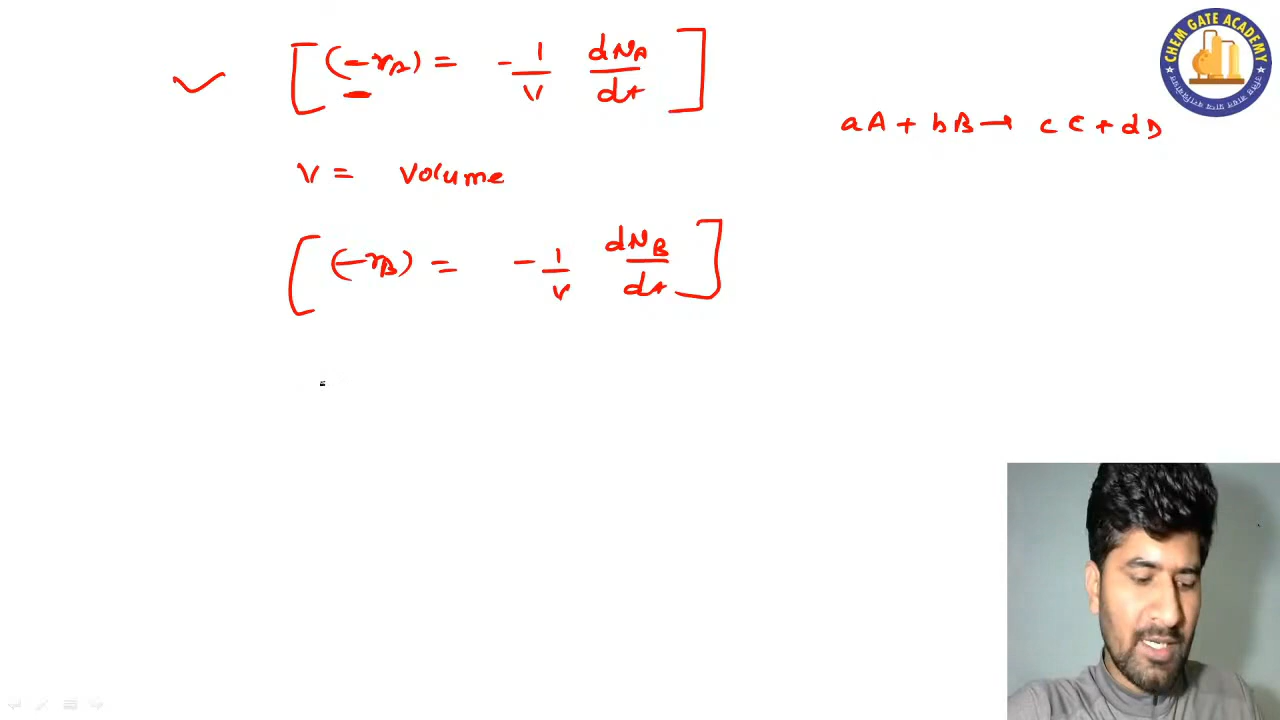 (-rA) = -1/V dNA/dt
aA + bB → cC + dD
V = Volume
(-rB) = -1/V dNB/dt
CHEM GATE ACADEMY